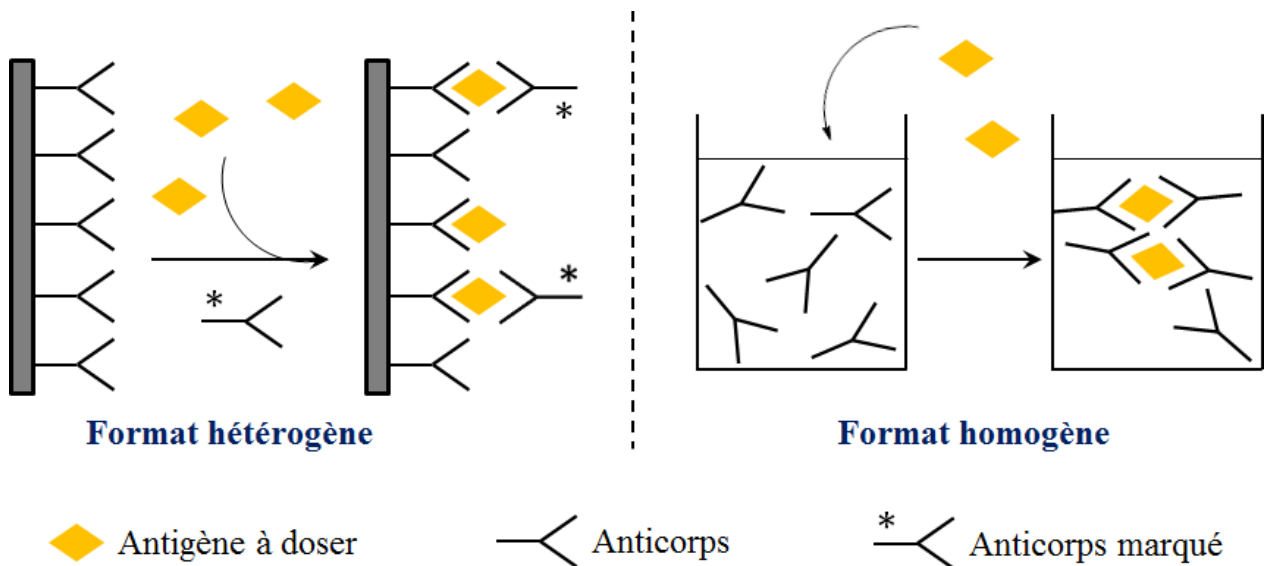 *
*
*
Format hétérogène
Format homogène
Antigène à doser
Anticorps
*
Anticorps marqué